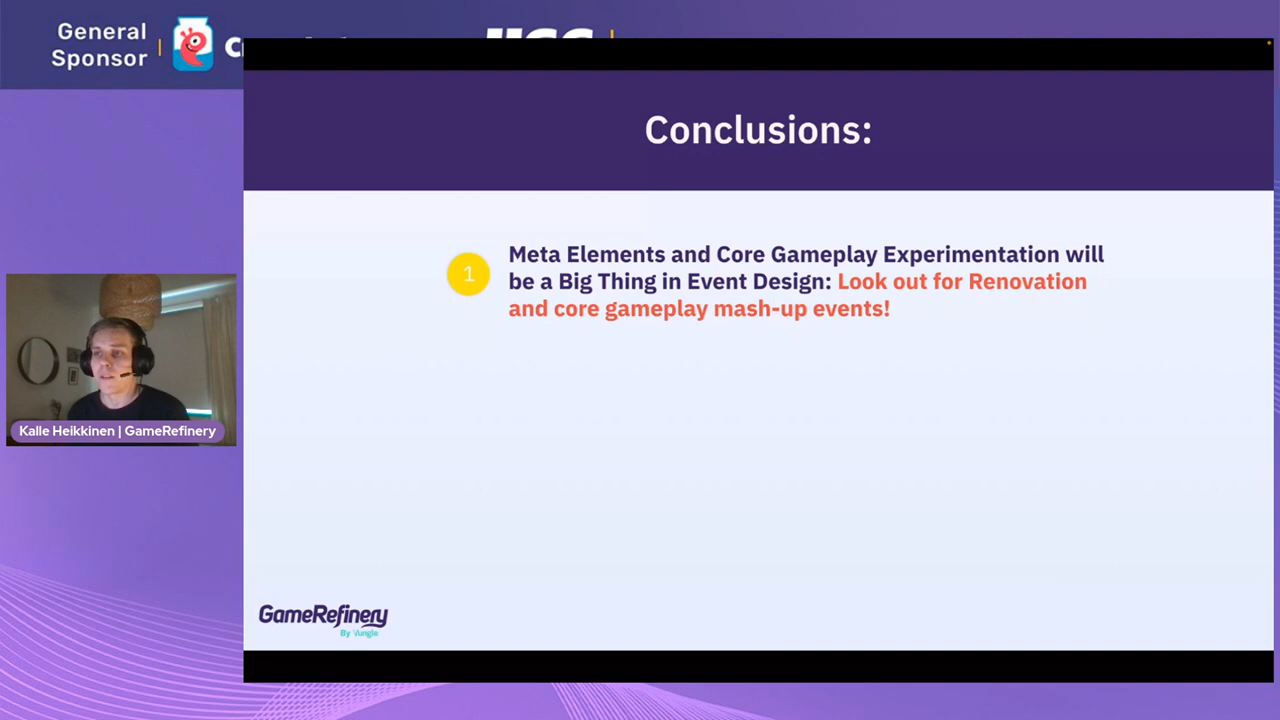 General
Sponsor
Conclusions:
1
Meta Elements and Core Gameplay Experimentation will
be a Big Thing in Event Design: Look out for Renovation
and core gameplay mash-up events!
Kalle Heikkinen | GameRefinery
GameRefinery
By Vungle